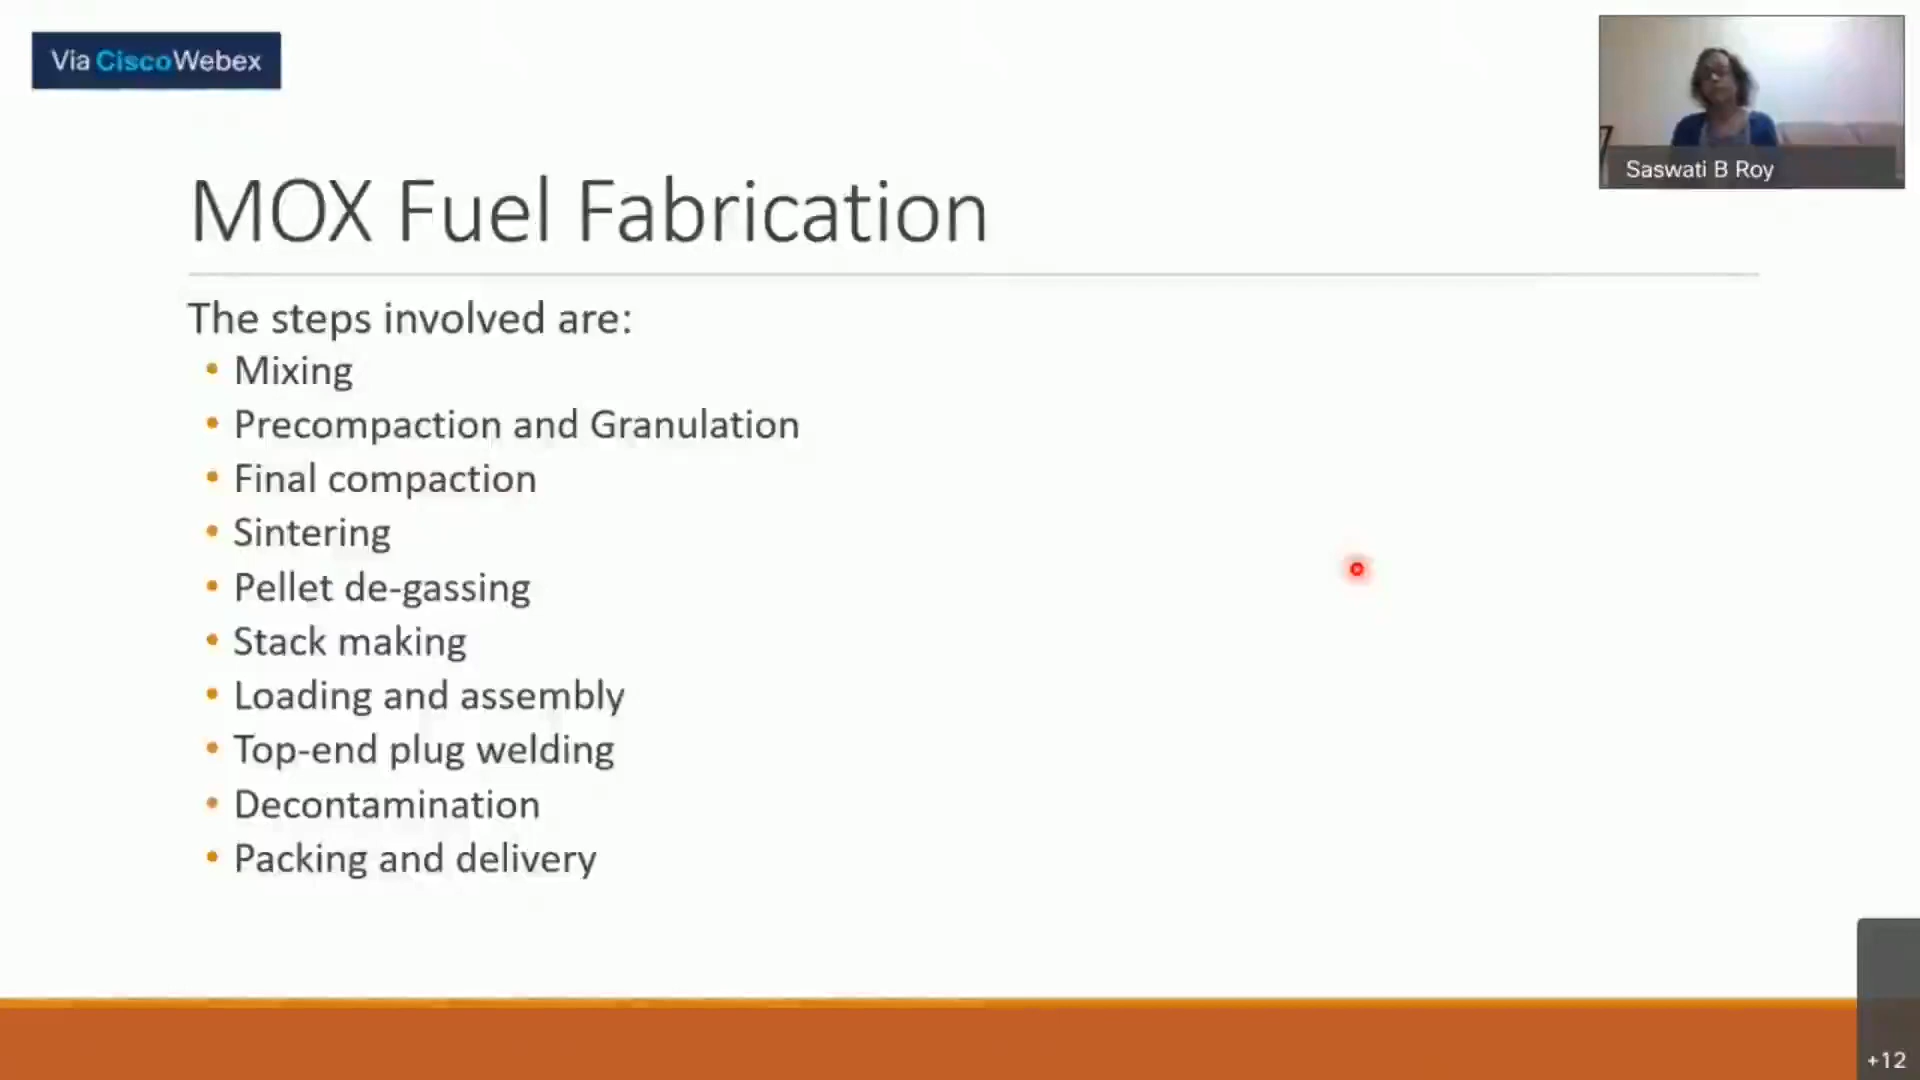 Via CiscoWebex
Saswati B Roy
MOX Fuel Fabrication
The steps involved are:
• Mixing
• Precompaction and Granulation
• Final compaction
• Sintering
• Pellet de-gassing
• Stack making
• Loading and assembly
• Top-end plug welding
• Decontamination
• Packing and delivery
+12